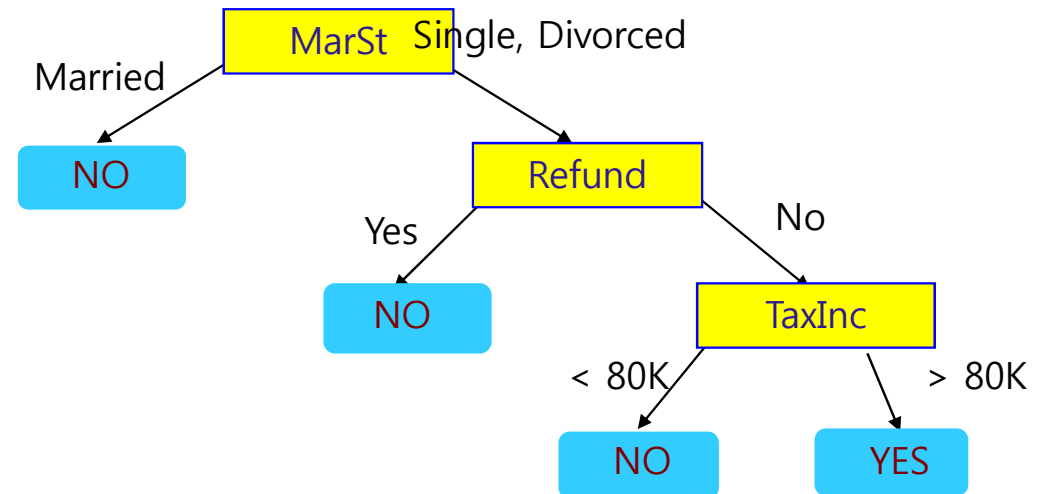 MarSt
Single, Divorced
Married
NO
Refund
Yes
No
NO
TaxInc
< 80K
> 80K
NO
YES